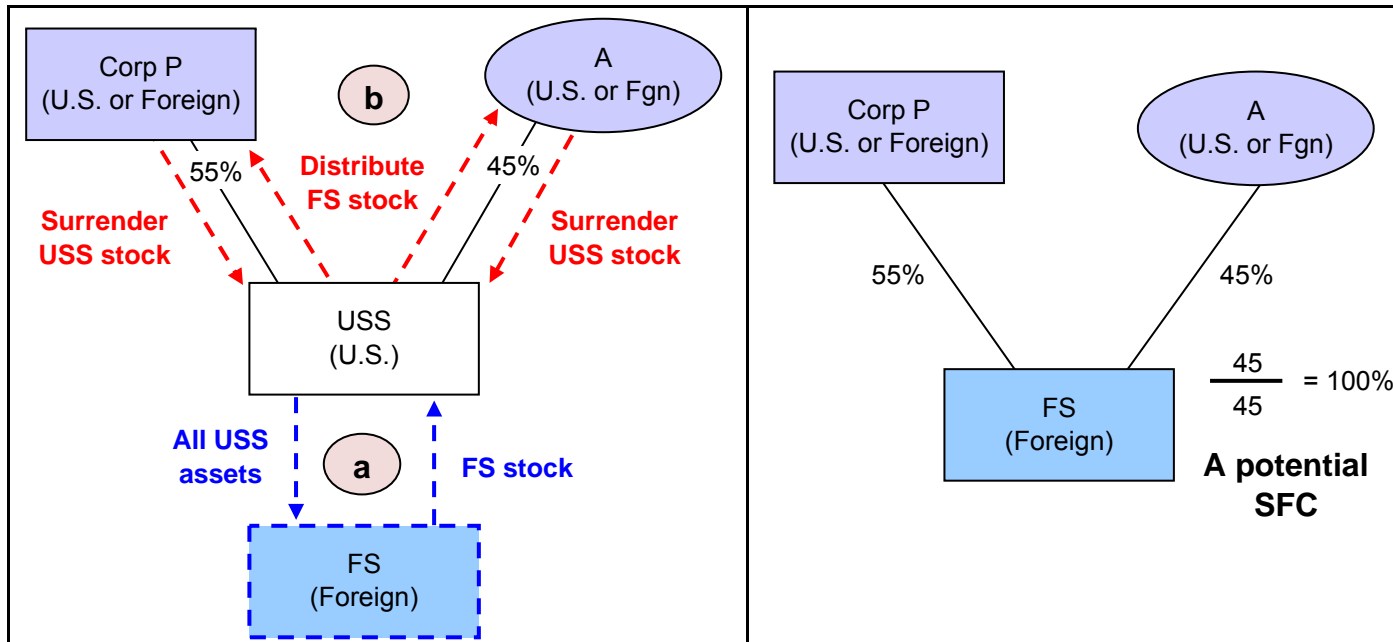 Corp P
(U.S. or Foreign)
b
A
(U.S. or Fgn)
55%
Distribute
FS stock
45%
Surrender
USS stock
Surrender
USS stock
USS
(U.S.)
All USS
assets
a
FS stock
FS
(Foreign)
Corp P
(U.S. or Foreign)
A
(U.S. or Fgn)
55%
45%
FS
(Foreign)
45
45
= 100%
A potential
SFC